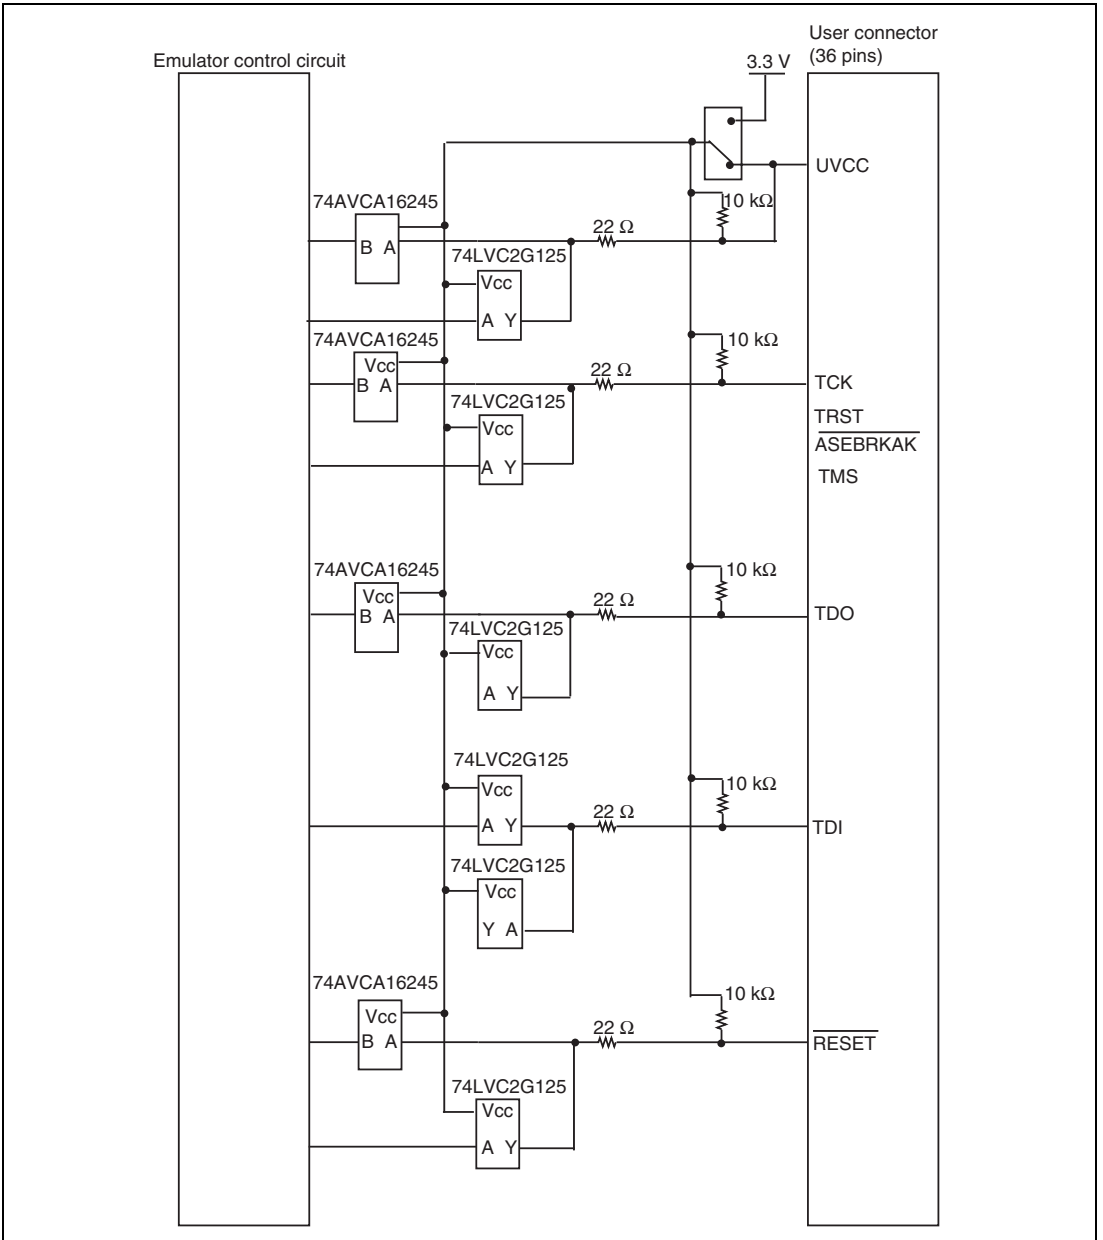 User connector
(36 pins)
Emulator control circuit
3.3 V
UVCC
74AVCA16245
10 kΩ
22 Ω
B A
74LVC2G125
Vcc
A Y
74AVCA16245
10 kΩ
Vcc
22 Ω
B A
TCK
74LVC2G125
TRST
Vcc
ASEBRKAK
A Y
TMS
74AVCA16245
10 kΩ
Vcc
22 Ω
B A
TDO
74LVC2G125
Vcc
A Y
74LVC2G125
10 kΩ
Vcc
22 Ω
A Y
TDI
74LVC2G125
Vcc
Y A
74AVCA16245
10 kΩ
Vcc
22 Ω
B A
RESET
74LVC2G125
Vcc
A Y